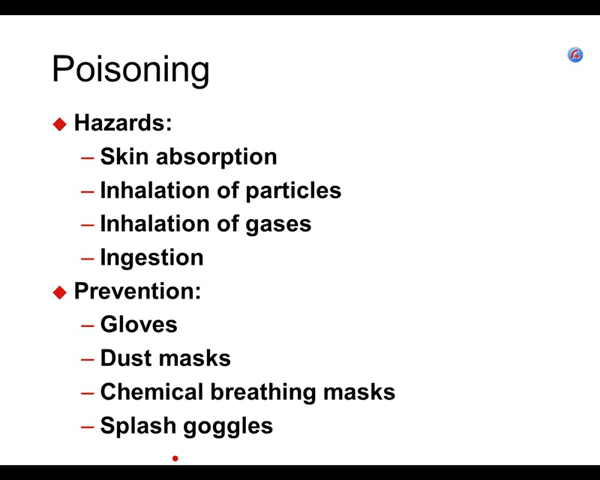 Poisoning
◆ Hazards:
– Skin absorption
– Inhalation of particles
– Inhalation of gases
– Ingestion
◆ Prevention:
– Gloves
– Dust masks
– Chemical breathing masks
– Splash goggles